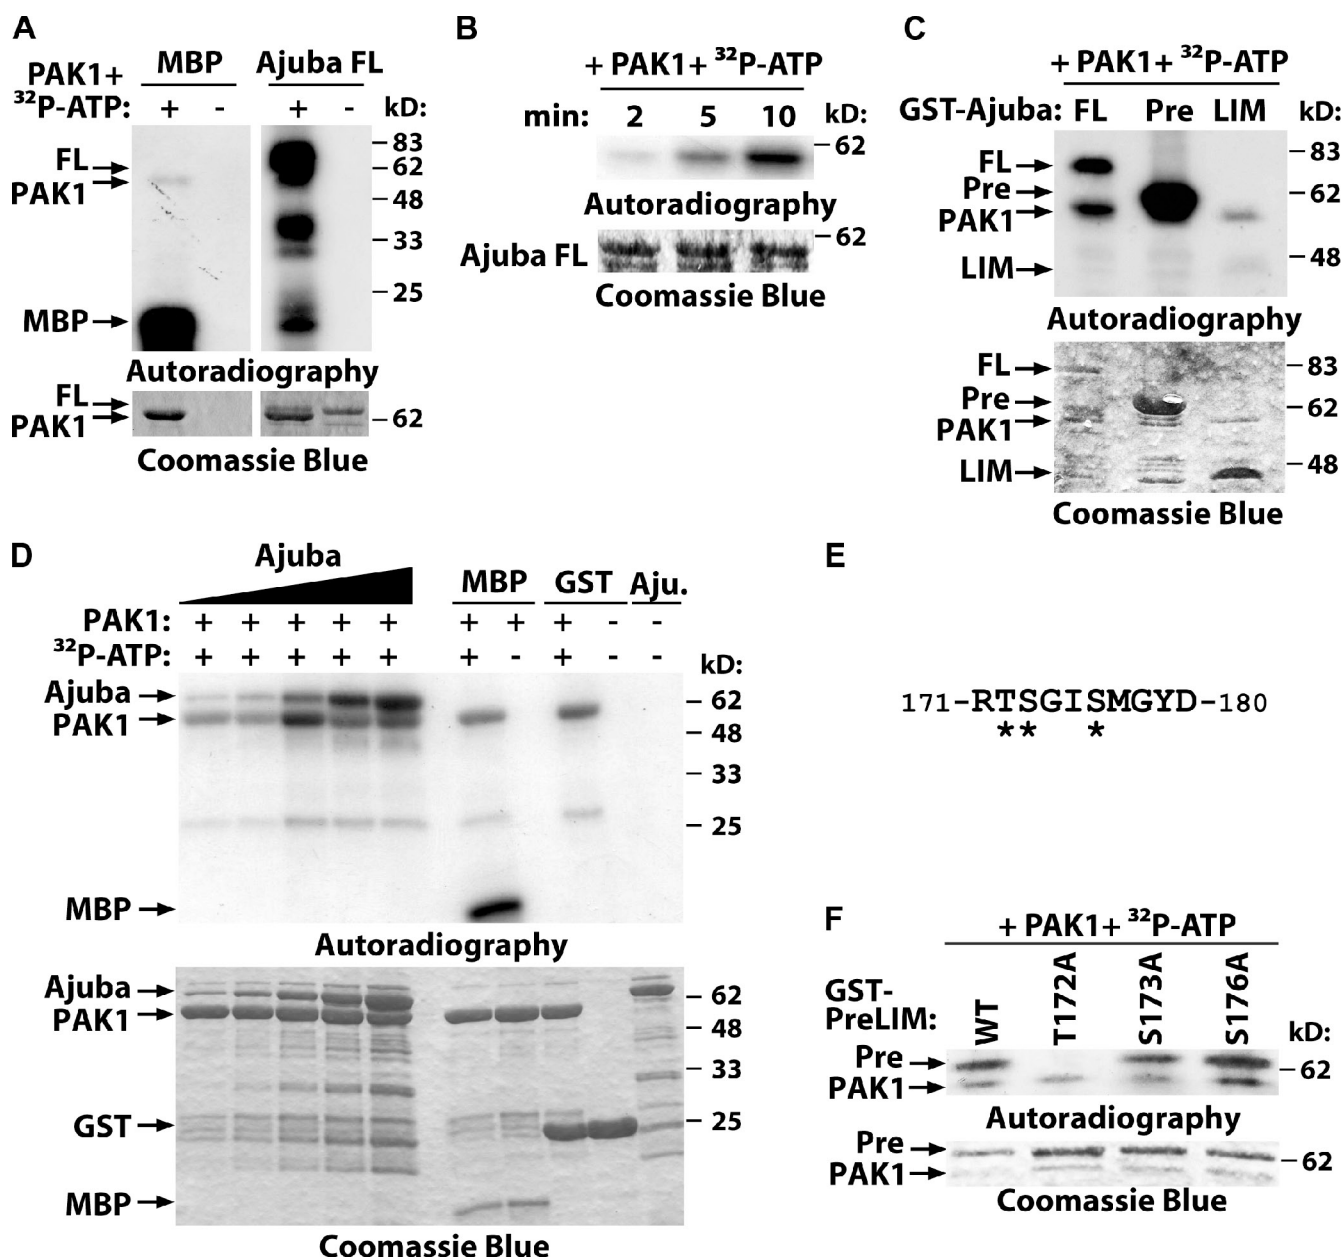 A
PAK1+
³²P-ATP:
MBP
Ajuba FL
+ - + -
kD:
FL
PAK1
MBP
83
62
48
33
25
Autoradiography
FL
PAK1
62
Coomassie Blue
B
+ PAK1+ ³²P-ATP
min: 2 5 10 kD:
62
Autoradiography
Ajuba FL
62
Coomassie Blue
C
+ PAK1+ ³²P-ATP
GST-Ajuba: FL Pre LIM kD:
FL
Pre
PAK1
LIM
83
62
48
Autoradiography
FL
Pre
PAK1
LIM
83
62
48
Coomassie Blue
D
Ajuba
MBP GST Aju.
PAK1: + + + + + + + + - -
³²P-ATP: + + + + + + - + - -
kD:
Ajuba
PAK1
MBP
62
48
33
25
Autoradiography
Ajuba
PAK1
GST
MBP
62
48
33
25
Coomassie Blue
E
171-RTSGISMGYD-180
** *
F
+ PAK1+ ³²P-ATP
GST-
PreLIM:
WT T172A S173A S176A
kD:
Pre
PAK1
62
Autoradiography
Pre
PAK1
62
Coomassie Blue